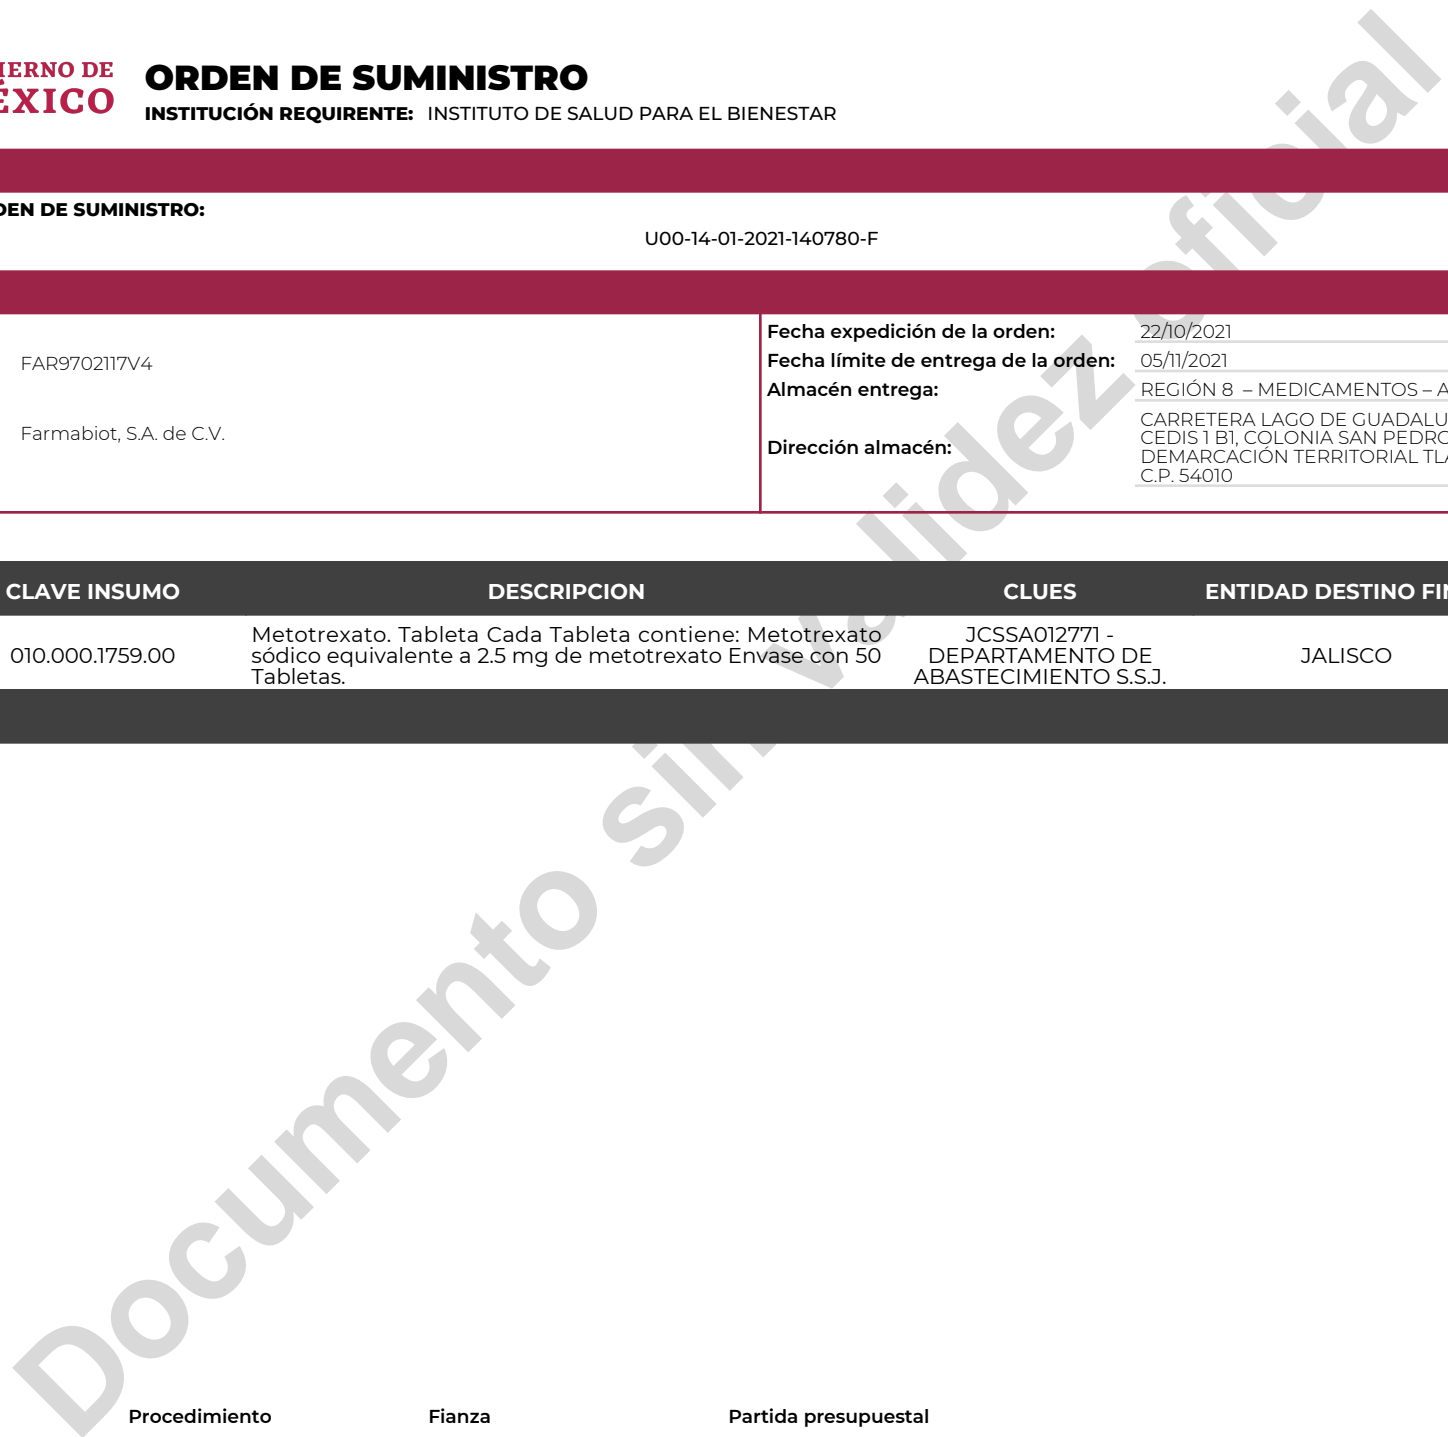 IERNO DE
ÉXICO
ORDEN DE SUMINISTRO
INSTITUCIÓN REQUIRENTE: INSTITUTO DE SALUD PARA EL BIENESTAR
DEN DE SUMINISTRO:
U00-14-01-2021-140780-F
FAR9702117V4
Farmabiot, S.A. de C.V.
Fecha expedición de la orden: 22/10/2021
Fecha límite de entrega de la orden: 05/11/2021
Almacén entrega: REGIÓN 8 – MEDICAMENTOS – A
Dirección almacén:
CARRETERA LAGO DE GUADALU
CEDIS 1 B1, COLONIA SAN PEDRO
DEMARCACIÓN TERRITORIAL TLA
C.P. 54010
CLAVE INSUMO DESCRIPCION CLUES ENTIDAD DESTINO FIN
010.000.1759.00
Metotrexato. Tableta Cada Tableta contiene: Metotrexato
sódico equivalente a 2.5 mg de metotrexato Envase con 50
Tabletas.
JCSSA012771 -
DEPARTAMENTO DE
ABASTECIMIENTO S.S.J.
JALISCO
Documento sin validez oficial
Procedimiento Fianza Partida presupuestal